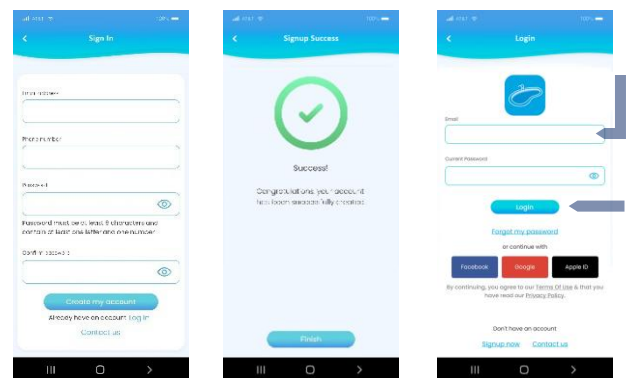 Sign In
Email address
Phone number
Password
Password must be at least 8 characters and
contain at least one letter and one number
Confirm password
Create my account
Already have an account Log in
Contact us
100%
Signup Success
Success!
Congratulations, your account
has been successfully created
Finish
100%
Login
Email
Current Password
Login
Forgot my password
or continue with
Facebook
Google
Apple ID
By continuing, you agree to our Terms Of Use & that you
have read our Privacy Policy.
Don't have an account
Signup now Contact us